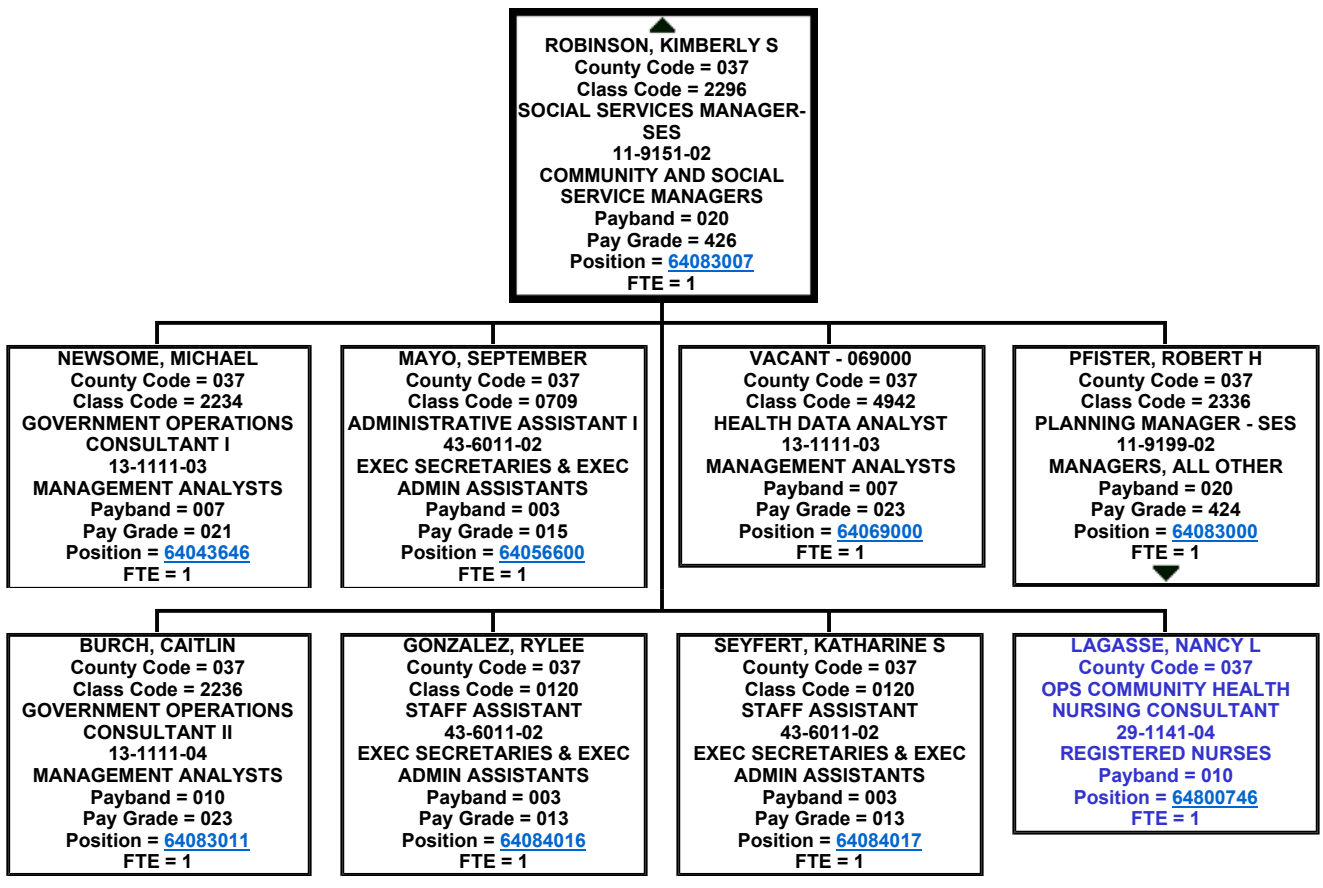 ROBINSON, KIMBERLY S
County Code = 037
Class Code = 2296
SOCIAL SERVICES MANAGER-
SES
11-9151-02
COMMUNITY AND SOCIAL
SERVICE MANAGERS
Payband = 020
Pay Grade = 426
Position = 64083007
FTE = 1
NEWSOME, MICHAEL
County Code = 037
Class Code = 2234
GOVERNMENT OPERATIONS
CONSULTANT I
13-1111-03
MANAGEMENT ANALYSTS
Payband = 007
Pay Grade = 021
Position = 64043646
FTE = 1
MAYO, SEPTEMBER
County Code = 037
Class Code = 0709
ADMINISTRATIVE ASSISTANT I
43-6011-02
EXEC SECRETARIES & EXEC
ADMIN ASSISTANTS
Payband = 003
Pay Grade = 015
Position = 64056600
FTE = 1
VACANT - 069000
County Code = 037
Class Code = 4942
HEALTH DATA ANALYST
13-1111-03
MANAGEMENT ANALYSTS
Payband = 007
Pay Grade = 023
Position = 64069000
FTE = 1
PFISTER, ROBERT H
County Code = 037
Class Code = 2336
PLANNING MANAGER - SES
11-9199-02
MANAGERS, ALL OTHER
Payband = 020
Pay Grade = 424
Position = 64083000
FTE = 1
BURCH, CAITLIN
County Code = 037
Class Code = 2236
GOVERNMENT OPERATIONS
CONSULTANT II
13-1111-04
MANAGEMENT ANALYSTS
Payband = 010
Pay Grade = 023
Position = 64083011
FTE = 1
GONZALEZ, RYLEE
County Code = 037
Class Code = 0120
STAFF ASSISTANT
43-6011-02
EXEC SECRETARIES & EXEC
ADMIN ASSISTANTS
Payband = 003
Pay Grade = 013
Position = 64084016
FTE = 1
SEYFERT, KATHARINE S
County Code = 037
Class Code = 0120
STAFF ASSISTANT
43-6011-02
EXEC SECRETARIES & EXEC
ADMIN ASSISTANTS
Payband = 003
Pay Grade = 013
Position = 64084017
FTE = 1
LAGASSE, NANCY L
County Code = 037
OPS COMMUNITY HEALTH
NURSING CONSULTANT
29-1141-04
REGISTERED NURSES
Payband = 010
Position = 64800746
FTE = 1